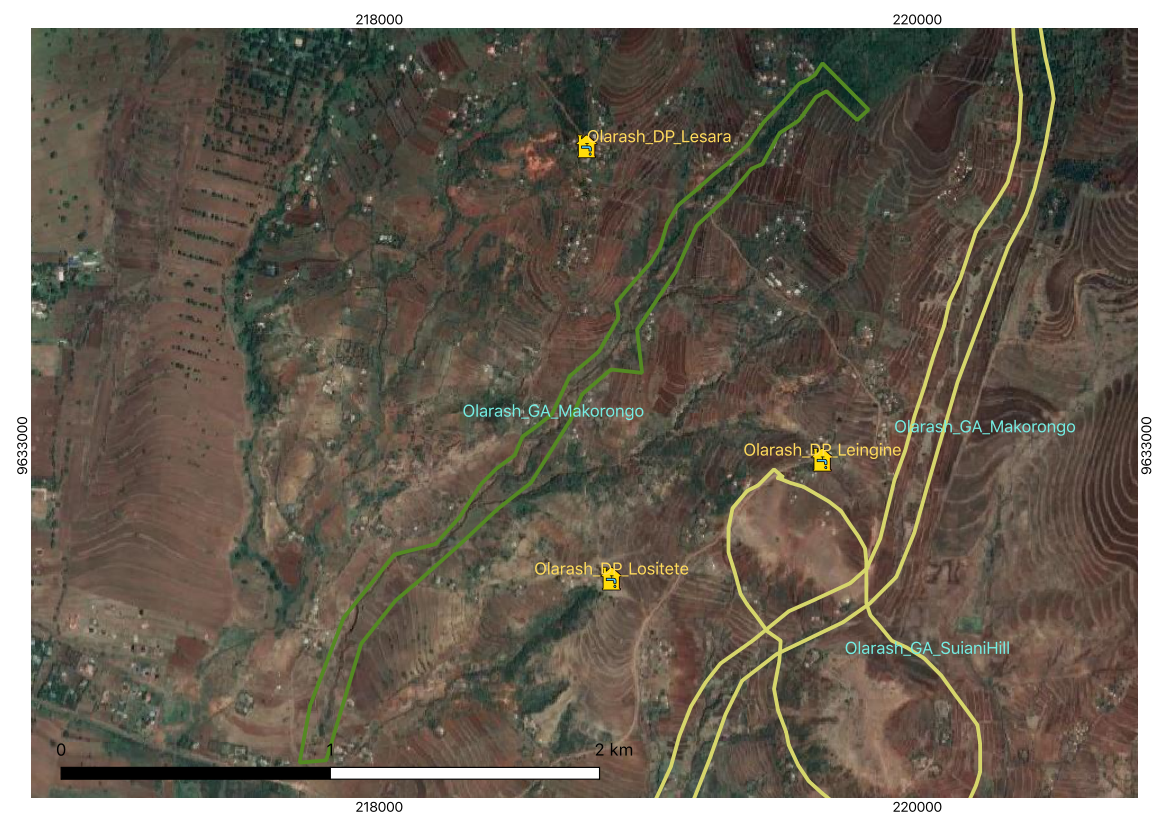 218000 220000
Olarash_DP_Lesara
Olarash_GA_Makorongo
Olarash_GA_Makorongo
9633000 9633000
Olarash_DP_Leingine
Olarash_DP_Lositete
Olarash_GA_SuianiHill
0 1 2 km
218000 220000